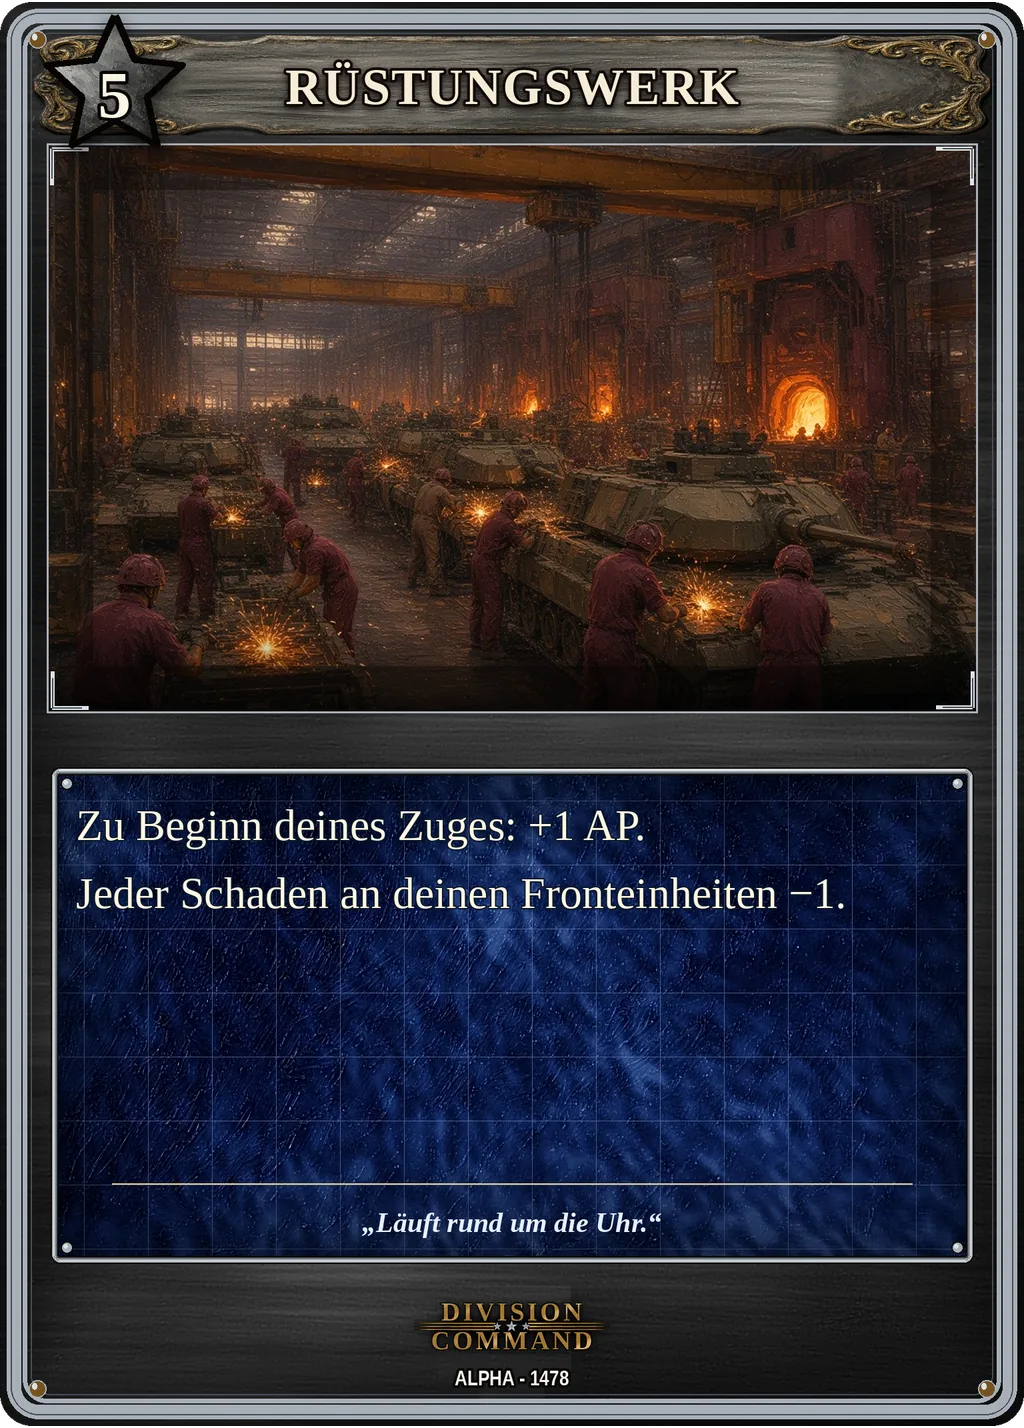 5
RÜSTUNGSWERK
Zu Beginn deines Zuges: +1 AP.
Jeder Schaden an deinen Fronteinheiten −1.
„Läuft rund um die Uhr.“
DIVISION
COMMAND
ALPHA - 1478